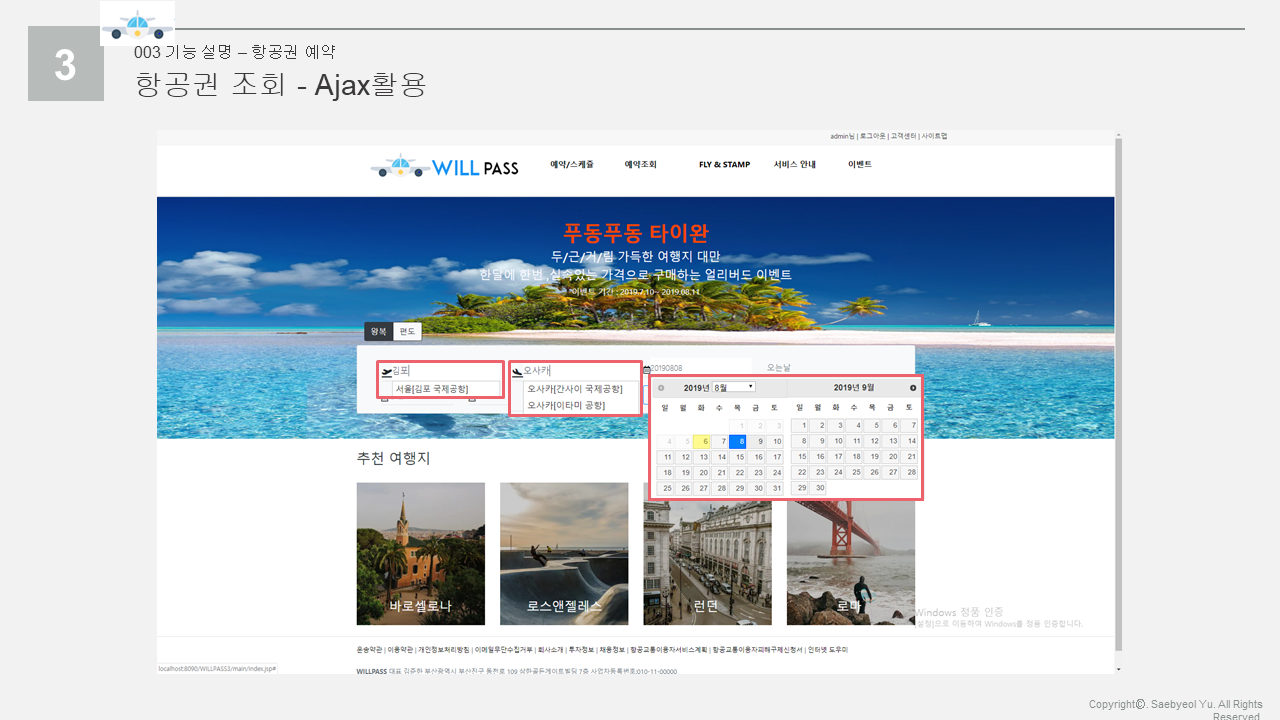 3
003 기능 설명 – 항공권 예약
항공권 조회 - Ajax활용
admin님 | 로그아웃 | 고객센터 | 사이트맵
WILL PASS
예약/스케쥴 예약조회 FLY & STAMP 서비스 안내 이벤트
푸동푸동 타이완
두/근/거/림 가득한 여행지 대만
한달에 한번, 실속있는 가격으로 구매하는 얼리버드 이벤트
이벤트 기간 : 2019.7.10 - 2019.08.11
왕복 편도
김포 오사카 20190808 오는날
서울[김포 국제공항]
오사카[간사이 국제공항]
오사카[이타미 공항]
2019년 8월 2019년 9월
일 월 화 수 목 금 토 일 월 화 수 목 금 토
1 2 3 1 2 3 4 5 6 7
4 5 6 7 8 9 10 8 9 10 11 12 13 14
11 12 13 14 15 16 17 15 16 17 18 19 20 21
18 19 20 21 22 23 24 22 23 24 25 26 27 28
25 26 27 28 29 30 31 29 30
추천 여행지
바로셀로나 로스앤젤레스 런던 로마
Windows 정품 인증
[설정]으로 이동하여 Windows를 정품 인증합니다.
운송약관 | 이용약관 | 개인정보처리방침 | 이메일무단수집거부 | 회사소개 | 투자정보 | 채용정보 | 항공교통이용자서비스계획 | 항공교통이용자피해구제신청서 | 인터넷 도우미
localhost:8090/WILLPASS3/main/index.jsp#
WILLPASS 대표 김준한 부산광역시 부산진구 동천로 109 삼한골든게이트빌딩 7층 사업자등록번호:010-11-00000
Copyright©. Saebyeol Yu. All Rights
Reserved.